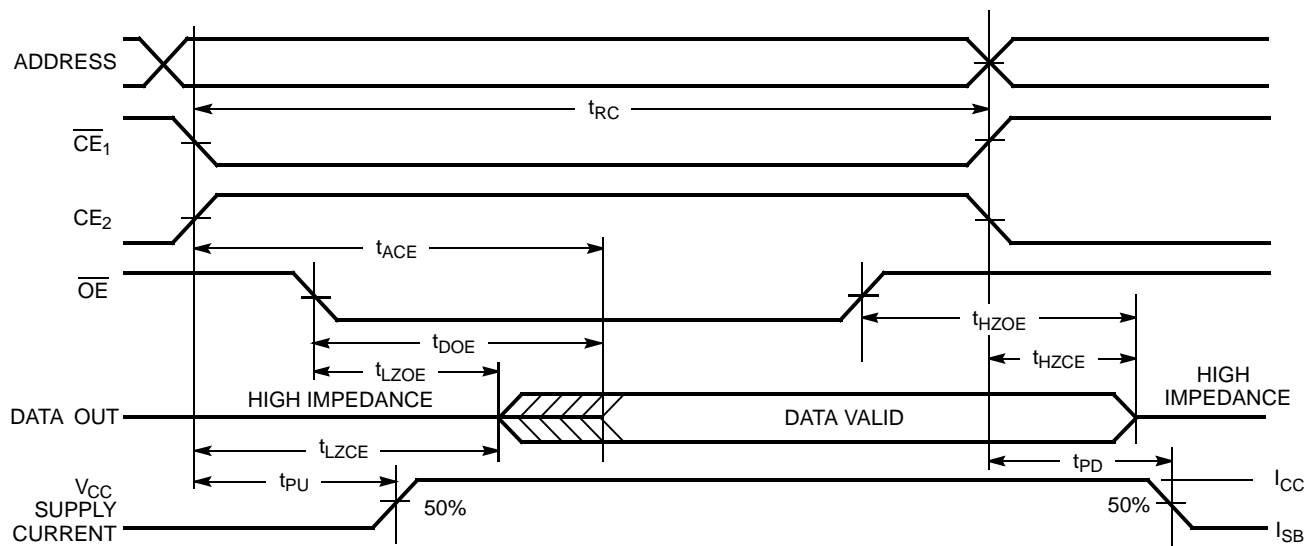 ADDRESS
tRC
CE1
CE2
tACE
OE
tHZOE
tDOE
tHZCE
tLZOE
HIGH IMPEDANCE
HIGH
IMPEDANCE
DATA OUT
DATA VALID
tLZCE
tPD
tPU
VCC
SUPPLY
CURRENT
50%
50%
ICC
ISB